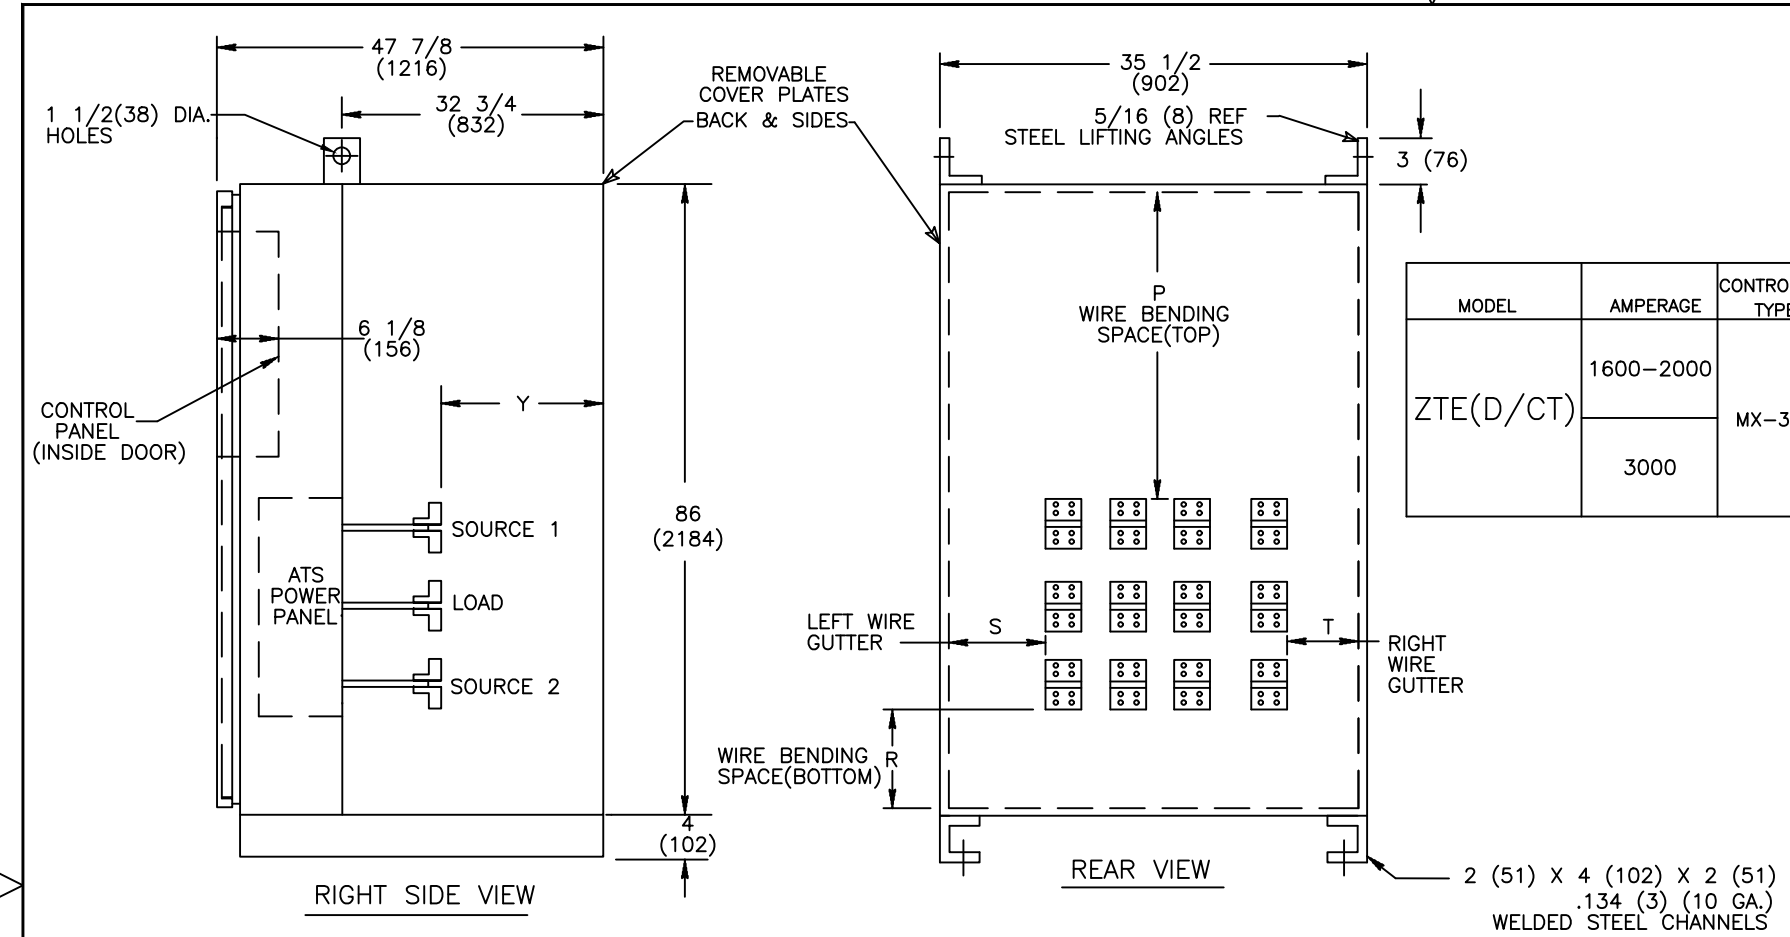 47 7/8
(1216)
32 3/4
(832)
1 1/2(38) DIA.
HOLES
REMOVABLE
COVER PLATES
BACK & SIDES
6 1/8
(156)
CONTROL
PANEL
(INSIDE DOOR)
Y
SOURCE 1
ATS
POWER
PANEL
LOAD
SOURCE 2
86
(2184)
4
(102)
RIGHT SIDE VIEW
35 1/2
(902)
5/16 (8) REF
STEEL LIFTING ANGLES
3 (76)
P
WIRE BENDING
SPACE(TOP)
LEFT WIRE
GUTTER
S
T
RIGHT
WIRE
GUTTER
WIRE BENDING
SPACE(BOTTOM)
R
REAR VIEW
2 (51) X 4 (102) X 2 (51)
.134 (3) (10 GA.)
WELDED STEEL CHANNELS
MODEL
AMPERAGE
CONTRO
TYPE
ZTE(D/CT)
1600-2000
3000
MX-3